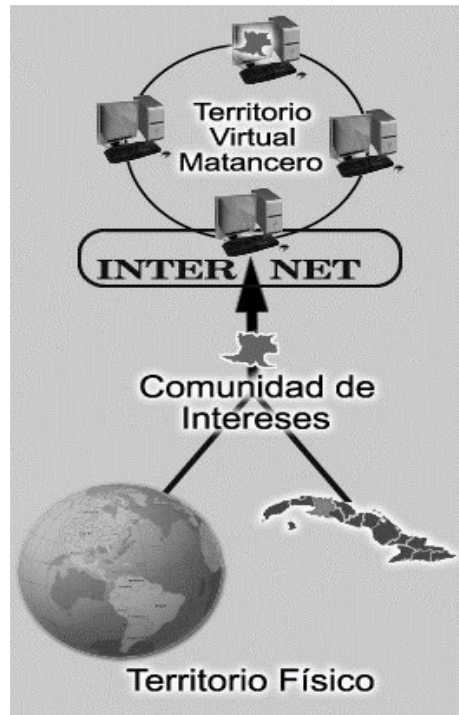 Territorio
Virtual
Matancero
INTER NET
Comunidad de
Intereses
Territorio Físico